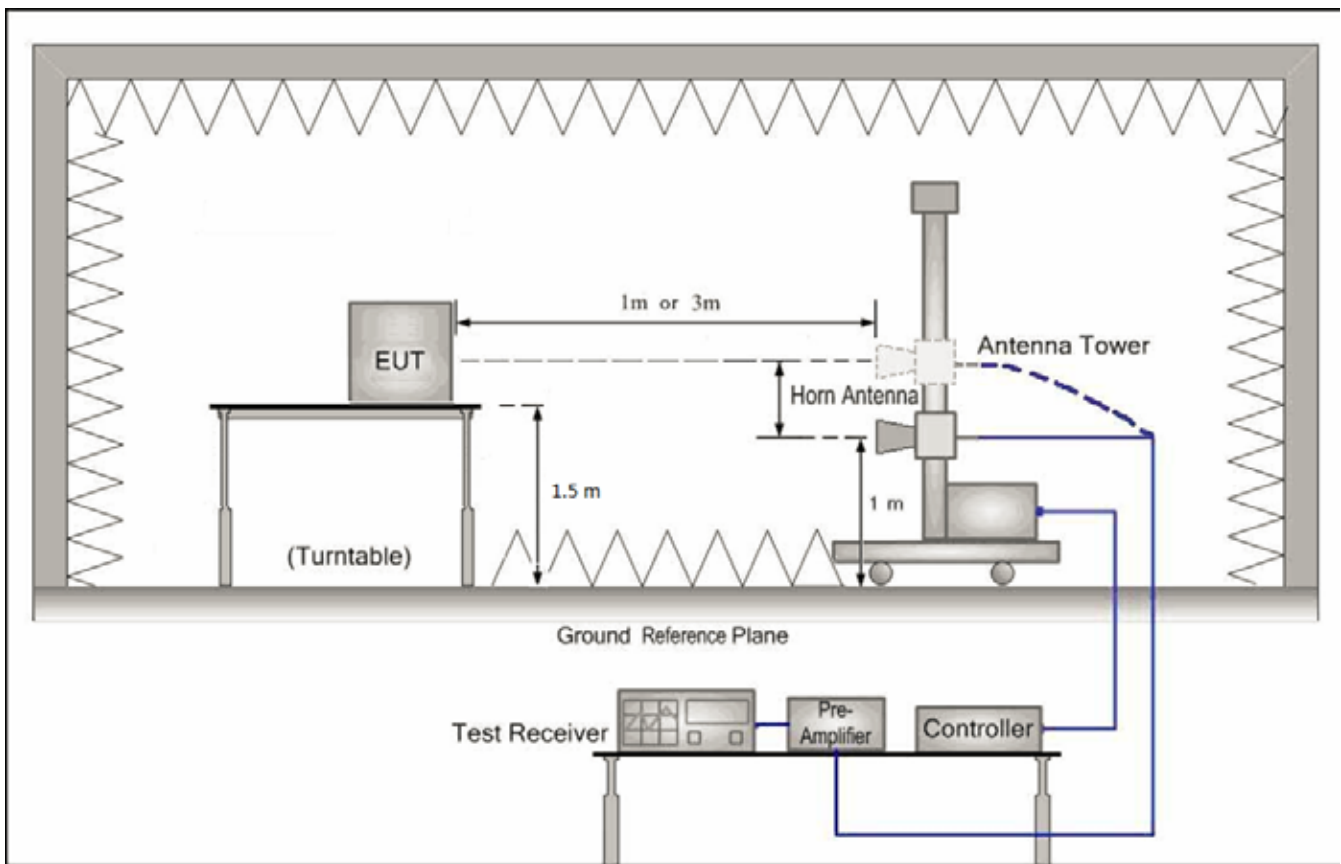 1m or 3m
EUT
Antenna Tower
Horn Antenna
1.5 m
1 m
(Turntable)
Ground Reference Plane
Test Receiver
Pre-
Amplifier
Controller